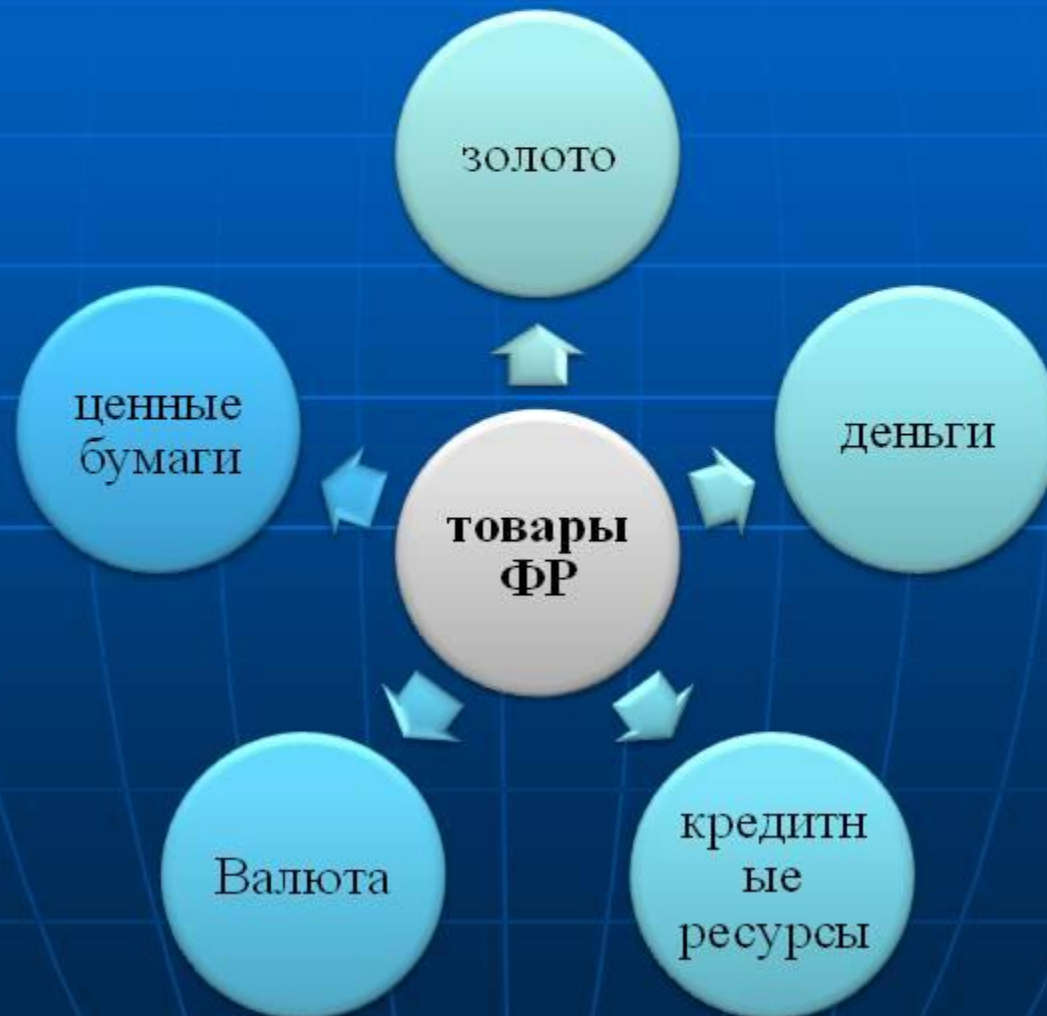 золото
ценные
бумаги
деньги
товары
ФР
Валюта
кредитн
ые
ресурсы